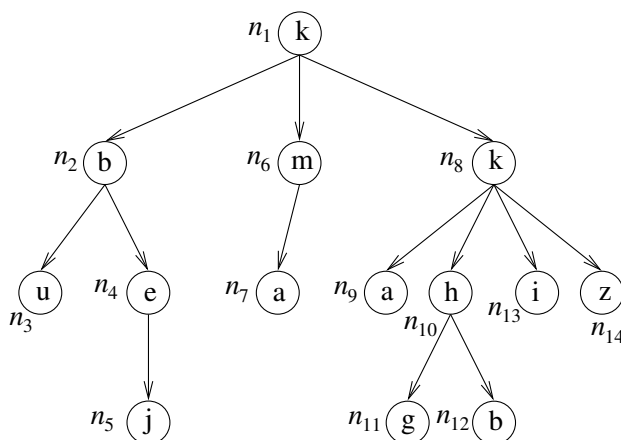 n1 k
n2 b n6 m n8 k
u n4 e n7 a n9 a h i z
n3 n10 n13 n14
n5 j n11 g n12 b